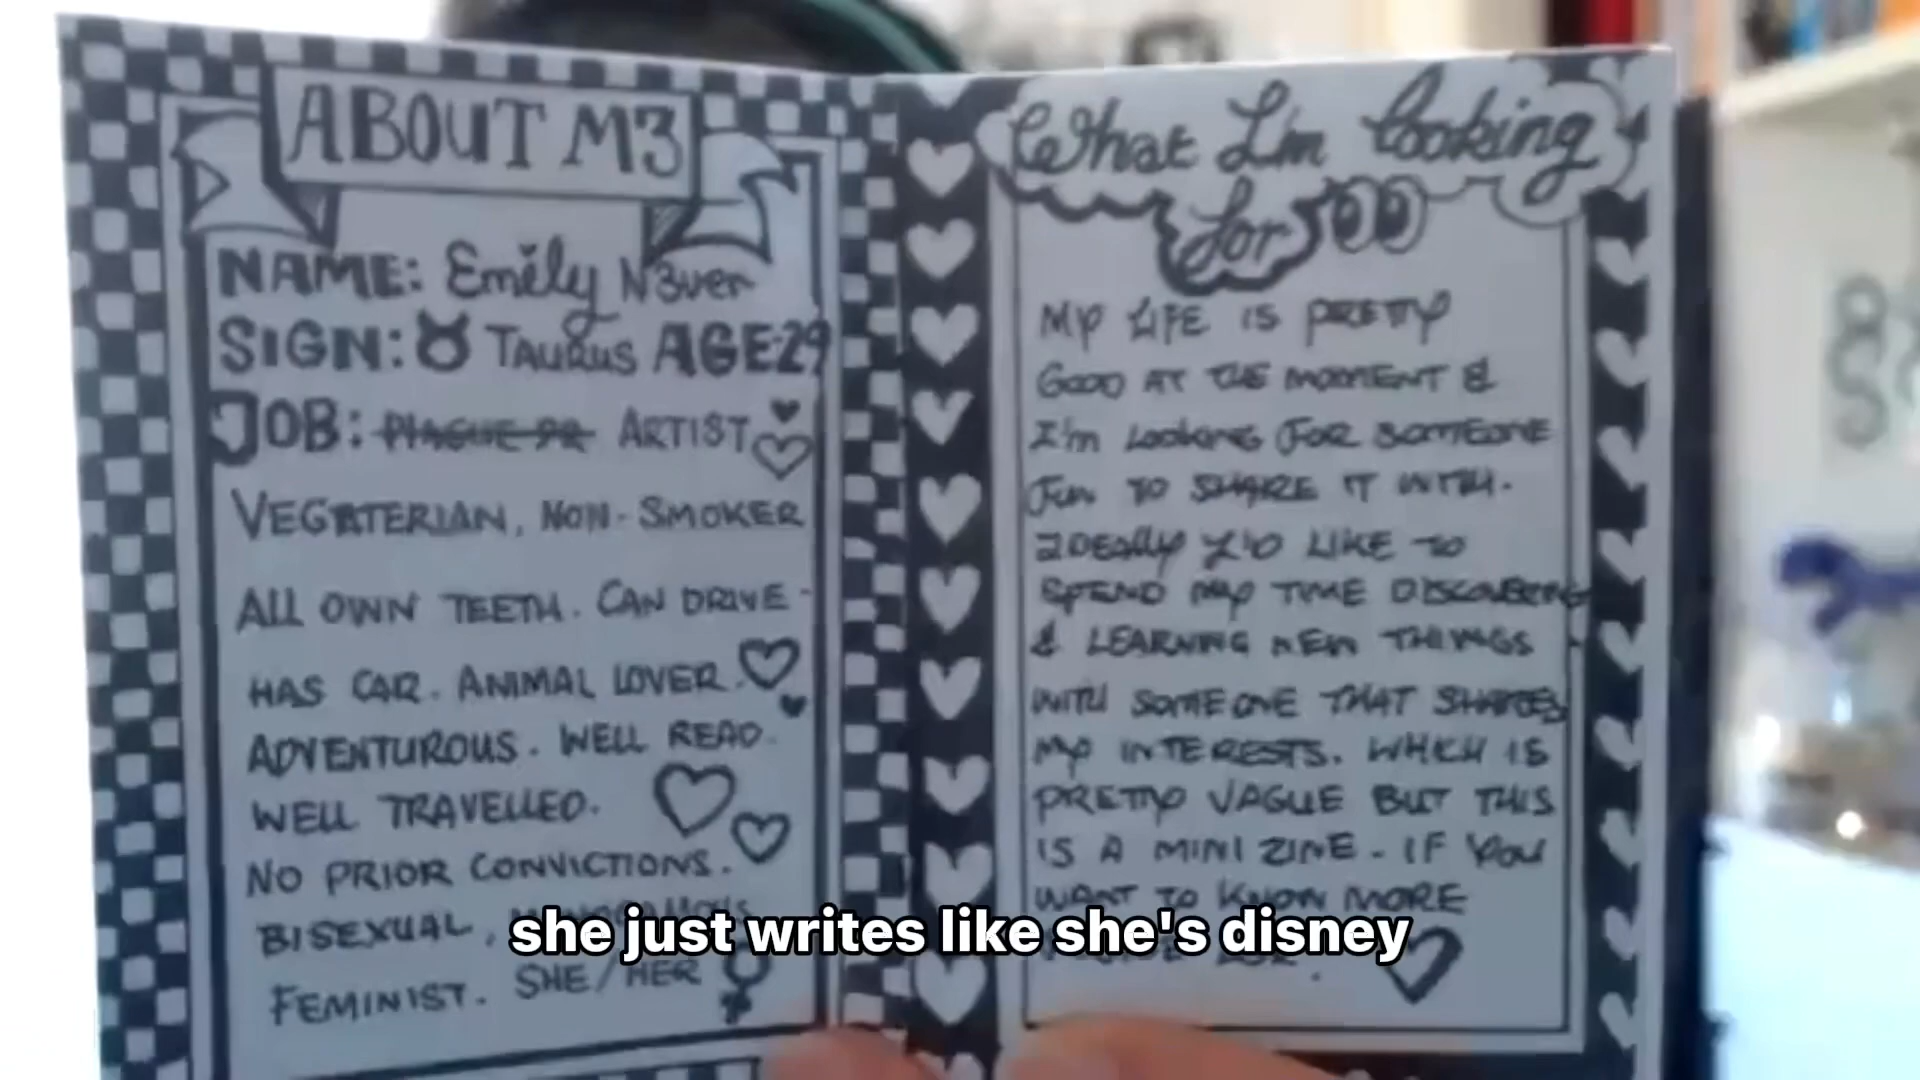 ABOUT M3
NAME: Emily N3ver
SIGN: ♉ TAURUS AGE: 29
JOB: PlAGUE DR ARTIST
VEGETERIAN, NON-SMOKER
ALL OWN TEETH. CAN DRIVE -
HAS CAR. ANIMAL LOVER.
ADVENTUROUS. WELL READ.
WELL TRAVELLED.
NO PRIOR CONVICTIONS.
BISEXUAL,
FEMINIST. SHE/HER
What I'm looking
for
MY LIFE IS PRETTY
GOOD AT THE MOMENT &
I'm LOOKING FOR SOMEONE
FUN TO SHARE IT WITH.
IDEALLY I'D LIKE TO
SPEND MY TIME DISCOVERING
& LEARNING NEW THINGS
WITH SOMEONE THAT SHARES
MY INTERESTS. WHICH IS
PRETTY VAGUE BUT THIS
IS A MINI ZINE - IF YOU
WANT TO KNOW MORE
she just writes like she's disney